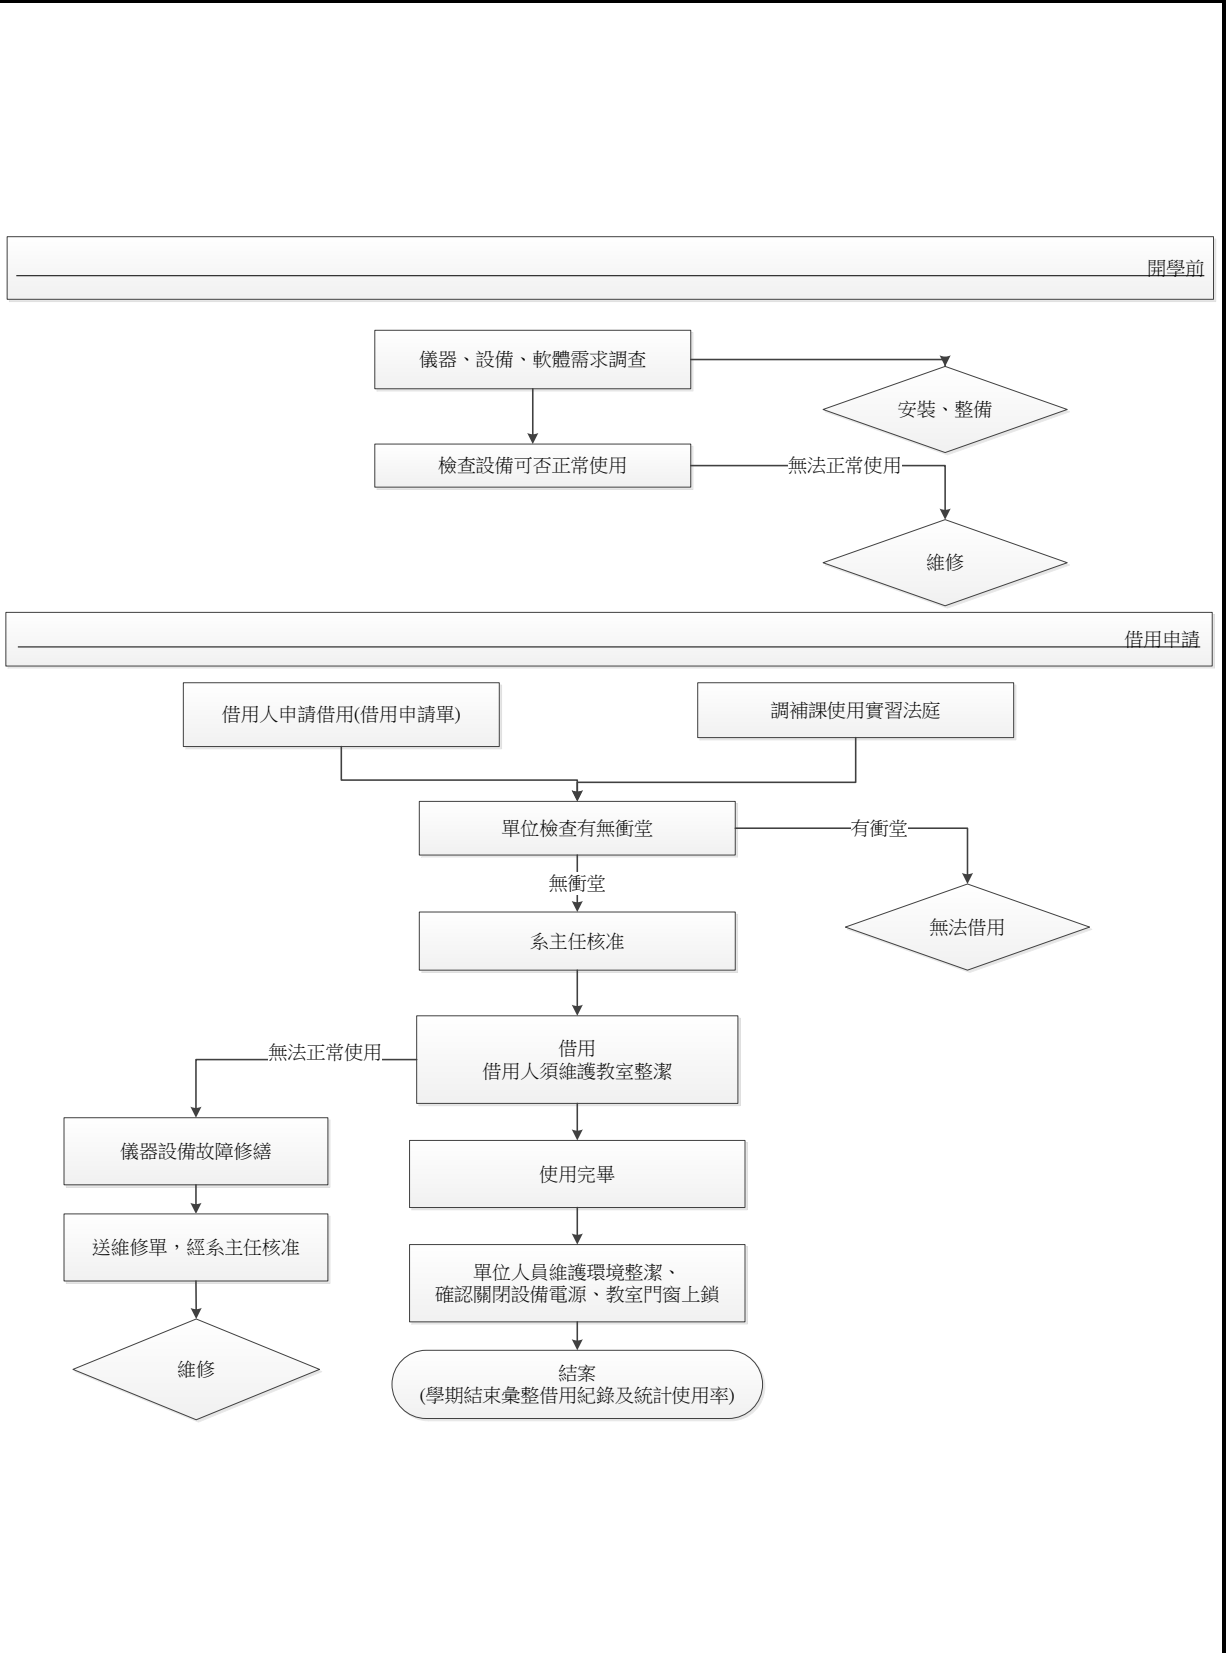 開學前
儀器、設備、軟體需求調查
安裝、整備
檢查設備可否正常使用
無法正常使用
維修
借用申請
借用人申請借用(借用申請單)
調補課使用實習法庭
單位檢查有無衝堂
有衝堂
無衝堂
無法借用
系主任核准
借用
借用人須維護教室整潔
無法正常使用
儀器設備故障修繕
使用完畢
送維修單，經系主任核准
單位人員維護環境整潔、
確認關閉設備電源、教室門窗上鎖
維修
結案
(學期結束彙整借用紀錄及統計使用率)